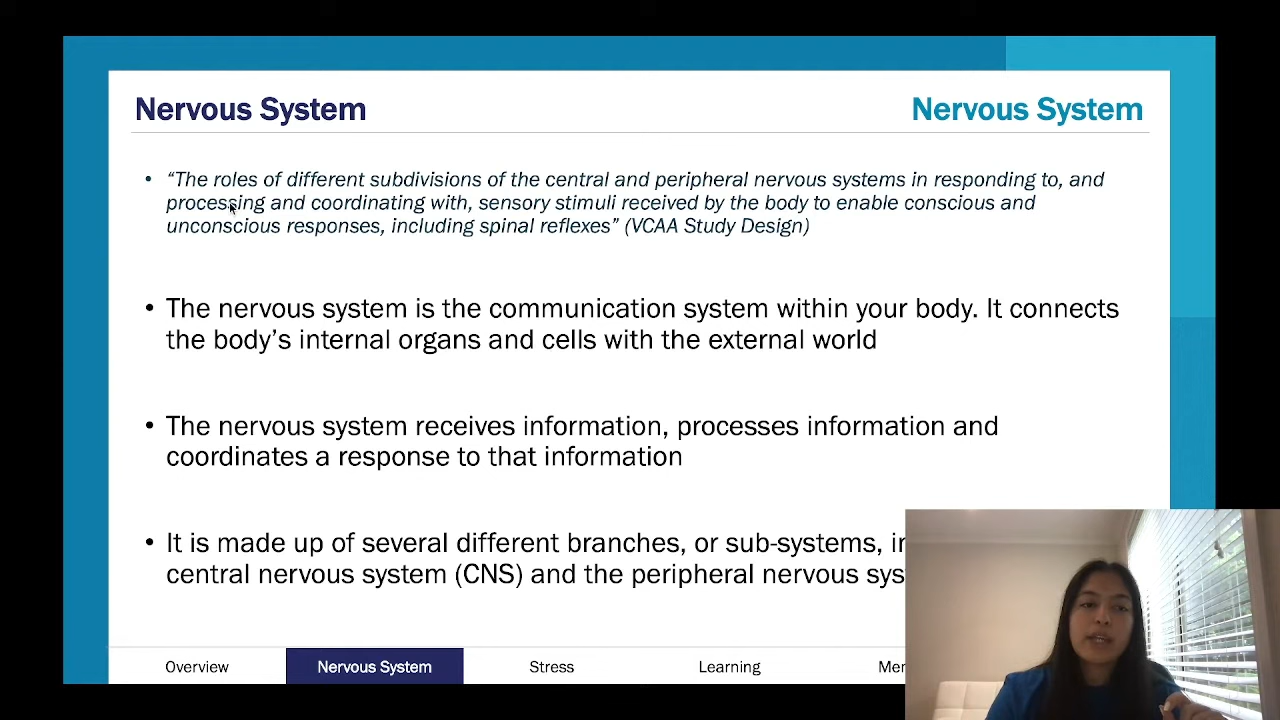 Nervous System
Nervous System
• “The roles of different subdivisions of the central and peripheral nervous systems in responding to, and
processing and coordinating with, sensory stimuli received by the body to enable conscious and
unconscious responses, including spinal reflexes” (VCAA Study Design)
• The nervous system is the communication system within your body. It connects
the body’s internal organs and cells with the external world
• The nervous system receives information, processes information and
coordinates a response to that information
• It is made up of several different branches, or sub-systems,
central nervous system (CNS) and the peripheral nervous
Overview
Nervous System
Stress
Learning